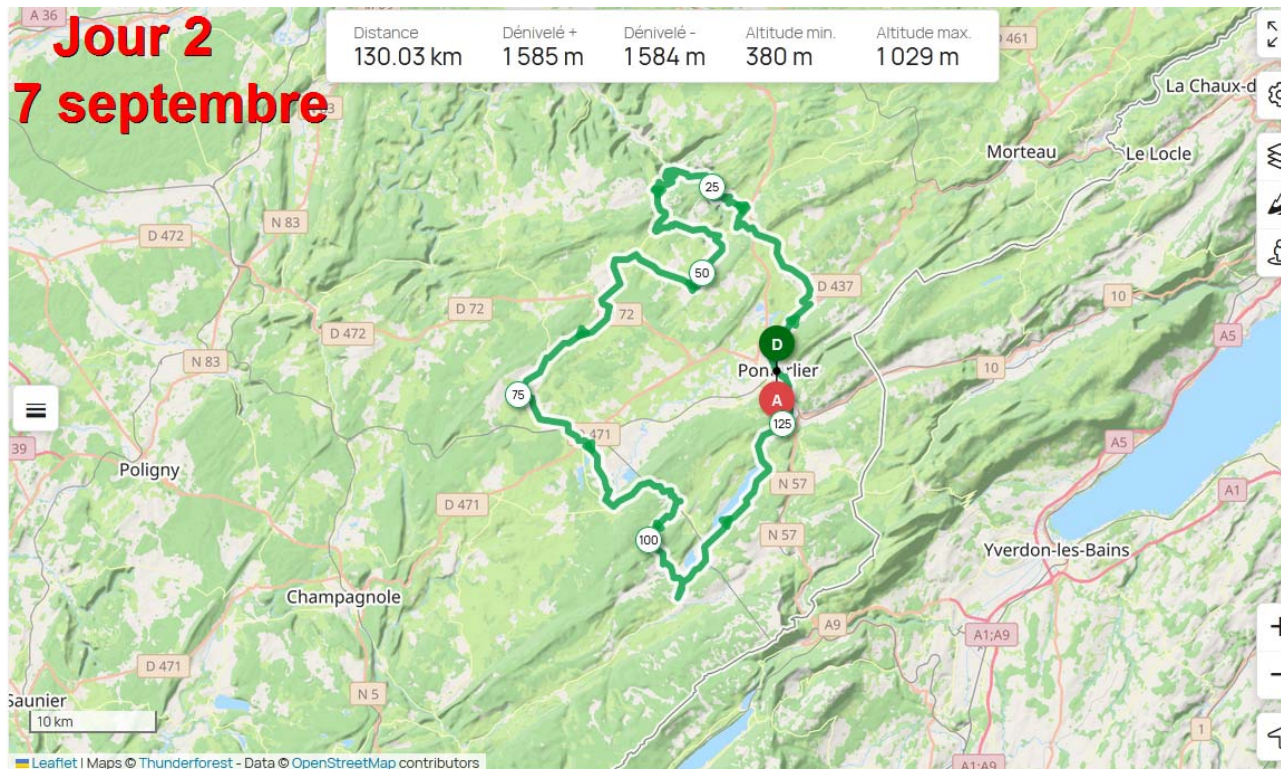 Jour 2
7 septembre
Distance
130.03 km
Dénivelé +
1 585 m
Dénivelé -
1 584 m
Altitude min.
380 m
Altitude max.
1 029 m
A 36
D 461
La Chaux-d
Morteau
Le Locle
25
N 83
D 472
50
D 437
10
A5
D 72
72
D 472
D
N 83
10
75
A
125
A5
39
D 471
Poligny
N 57
A1
D 471
100
N 57
Yverdon-les-Bains
Champagnole
A9
A1;A9
D 471
N 5
Saunier
10 km
1
A1;A9
Leaflet | Maps © Thunderforest - Data © OpenStreetMap contributors